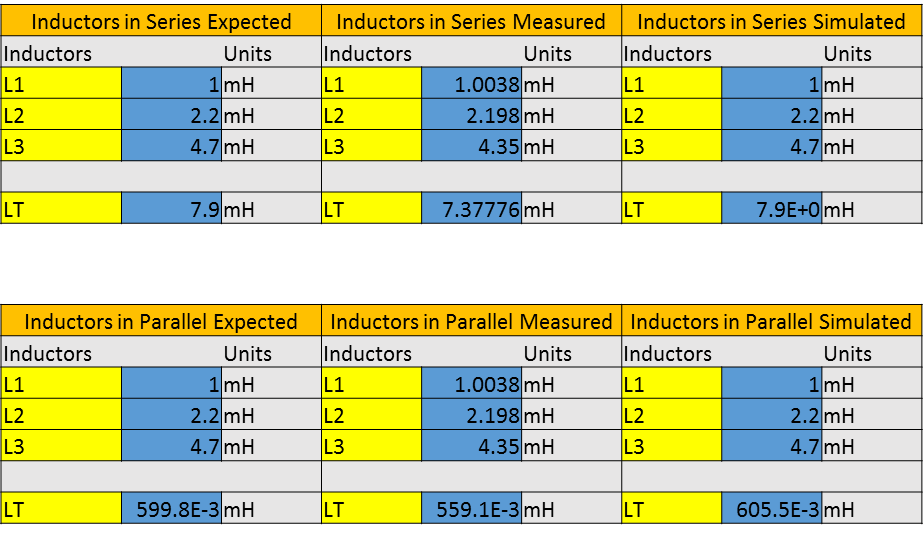 Inductors in Series Expected Inductors in Series Measured Inductors in Series Simulated
Inductors Units Inductors Units Inductors Units
L1 1 mH L1 1.0038 mH L1 1 mH
L2 2.2 mH L2 2.198 mH L2 2.2 mH
L3 4.7 mH L3 4.35 mH L3 4.7 mH
LT 7.9 mH LT 7.37776 mH LT 7.9E+0 mH
Inductors in Parallel Expected Inductors in Parallel Measured Inductors in Parallel Simulated
Inductors Units Inductors Units Inductors Units
L1 1 mH L1 1.0038 mH L1 1 mH
L2 2.2 mH L2 2.198 mH L2 2.2 mH
L3 4.7 mH L3 4.35 mH L3 4.7 mH
LT 599.8E-3 mH LT 559.1E-3 mH LT 605.5E-3 mH